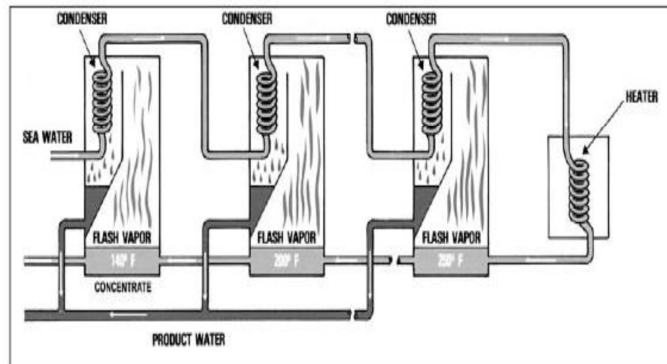 CONDENSER
CONDENSER
CONDENSER
HEATER
SEA WATER
FLASH VAPOR
FLASH VAPOR
FLASH VAPOR
140° F
200° F
250° F
CONCENTRATE
PRODUCT WATER